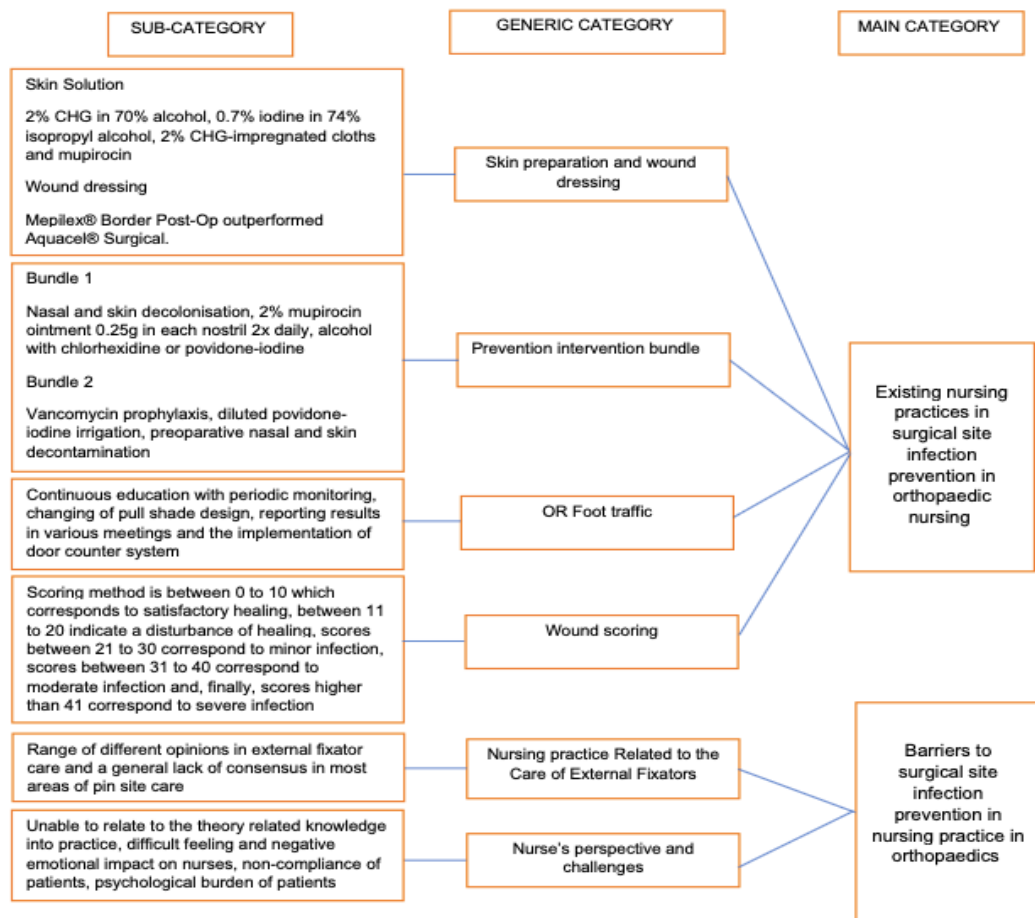 SUB-CATEGORY
GENERIC CATEGORY
MAIN CATEGORY
Skin Solution
2% CHG in 70% alcohol, 0.7% iodine in 74%
isopropyl alcohol, 2% CHG-impregnated cloths
and mupirocin
Wound dressing
Mepilex® Border Post-Op outperformed
Aquacel® Surgical.
Skin preparation and wound
dressing
Bundle 1
Nasal and skin decolonisation, 2% mupirocin
ointment 0.25g in each nostril 2x daily, alcohol
with chlorhexidine or povidone-iodine
Bundle 2
Vancomycin prophylaxis, diluted povidone-
iodine irrigation, preoparative nasal and skin
decontamination
Prevention intervention bundle
Continuous education with periodic monitoring,
changing of pull shade design, reporting results
in various meetings and the implementation of
door counter system
OR Foot traffic
Scoring method is between 0 to 10 which
corresponds to satisfactory healing, between 11
to 20 indicate a disturbance of healing, scores
between 21 to 30 correspond to minor infection,
scores between 31 to 40 correspond to
moderate infection and, finally, scores higher
than 41 correspond to severe infection
Wound scoring
Existing nursing
practices in
surgical site
infection
prevention in
orthopaedic
nursing
Range of different opinions in external fixator
care and a general lack of consensus in most
areas of pin site care
Nursing practice Related to the
Care of External Fixators
Unable to relate to the theory related knowledge
into practice, difficult feeling and negative
emotional impact on nurses, non-compliance of
patients, psychological burden of patients
Nurse's perspective and
challenges
Barriers to
surgical site
infection
prevention in
nursing practice in
orthopaedics